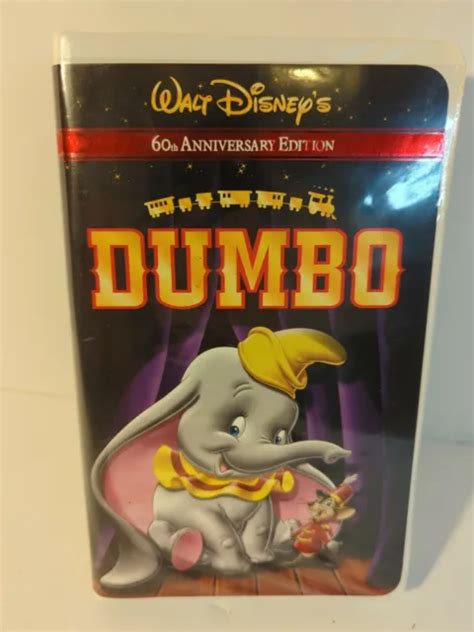 WALT DISNEY'S
60th ANNIVERSARY EDITION
DUMBO